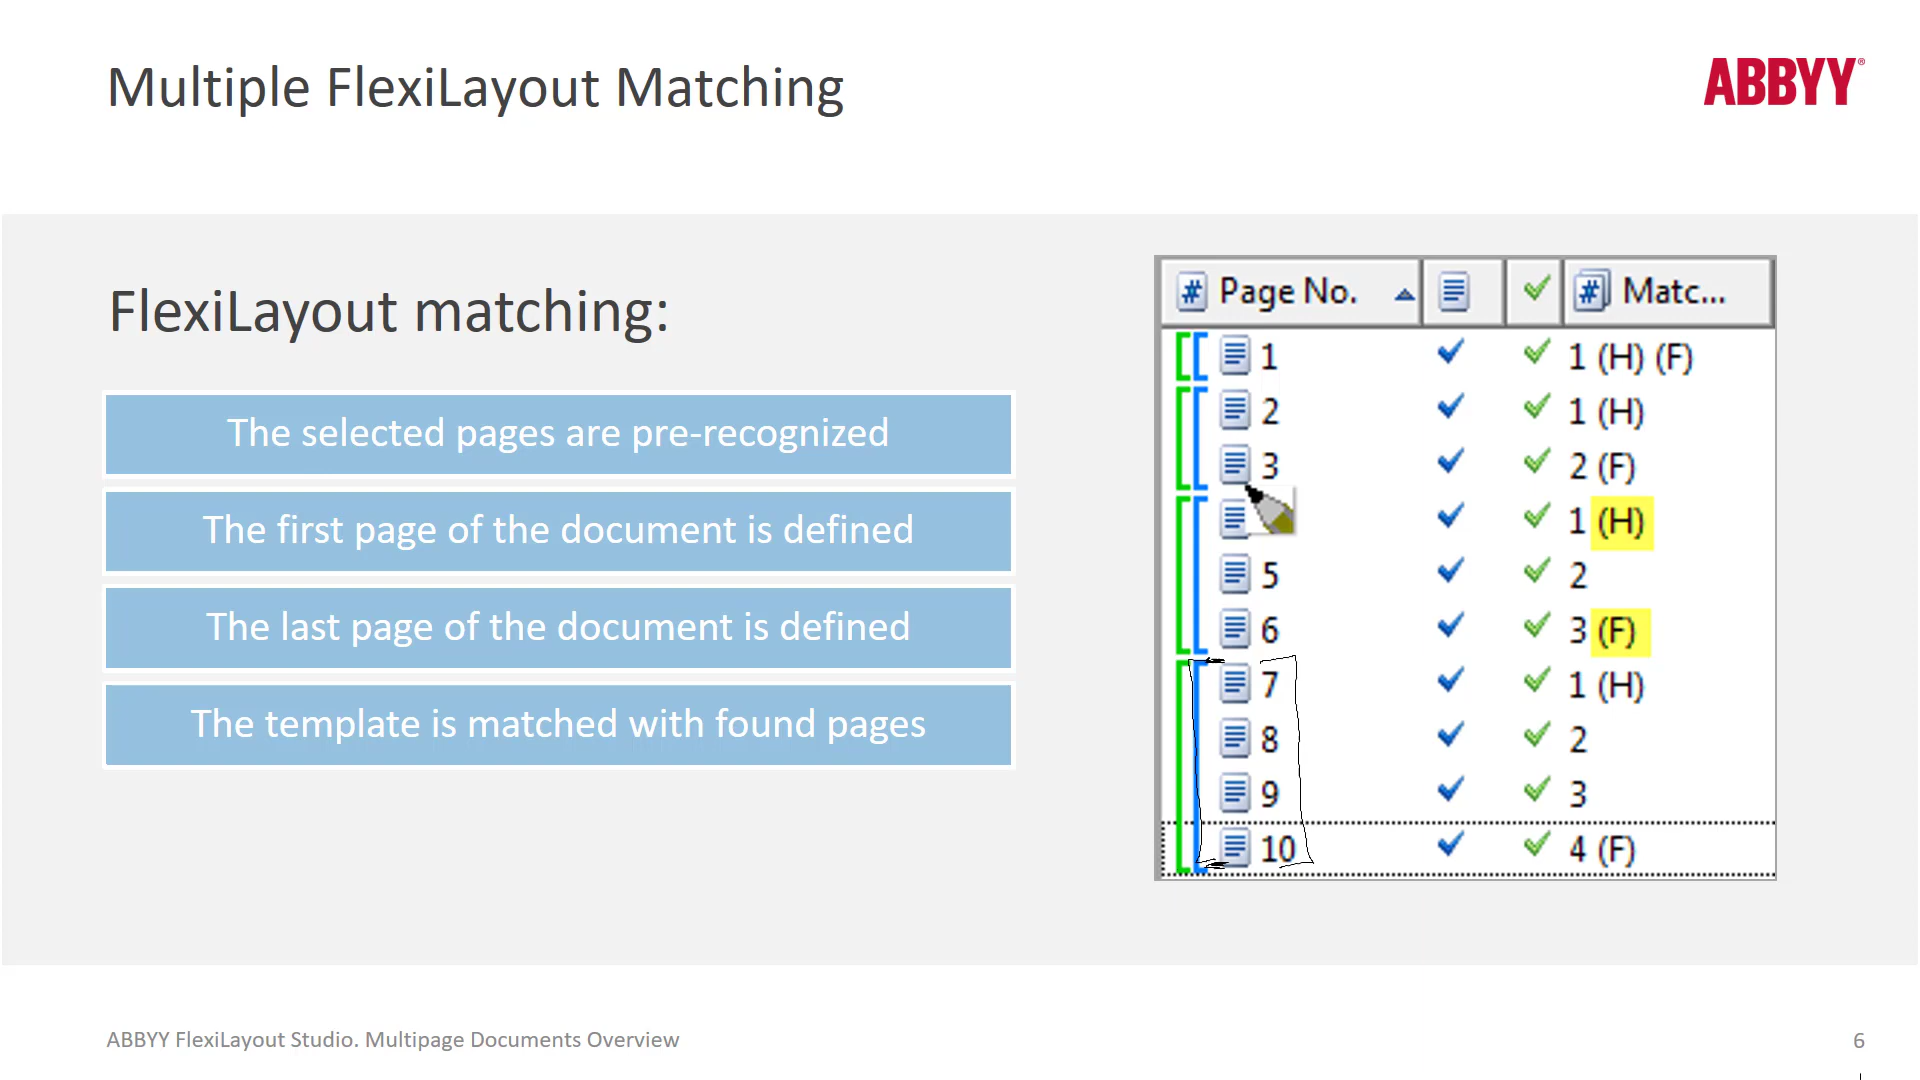 Multiple FlexiLayout Matching
ABBYY®
FlexiLayout matching:
The selected pages are pre-recognized
The first page of the document is defined
The last page of the document is defined
The template is matched with found pages
# Page No. # Matc...
1 1 (H) (F)
2 1 (H)
3 2 (F)
1 (H)
5 2
6 3 (F)
7 1 (H)
8 2
9 3
10 4 (F)
ABBYY FlexiLayout Studio. Multipage Documents Overview
6